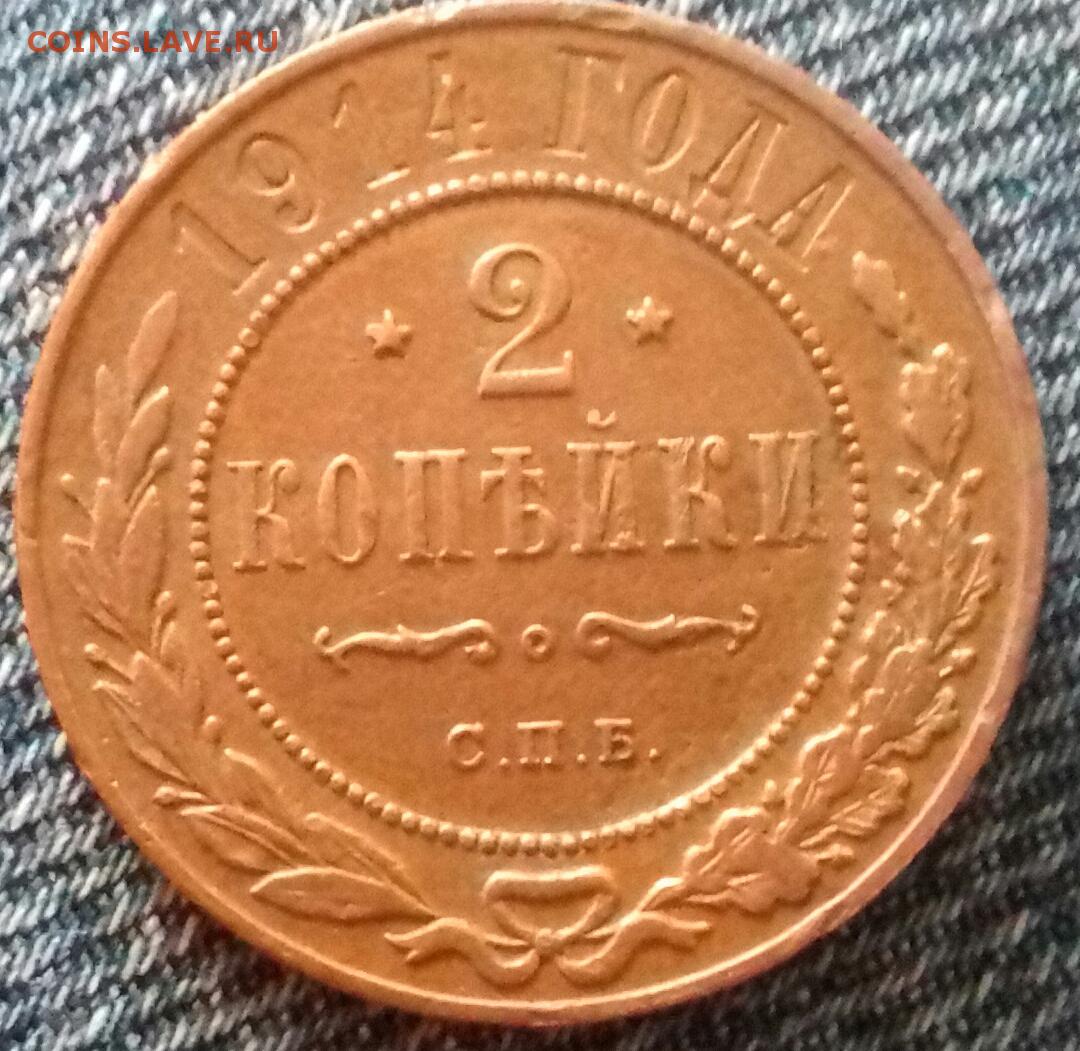 COINS.LAVE.RU
1914 ГОДА
2
КОПѢЙКИ
С.П.Б.